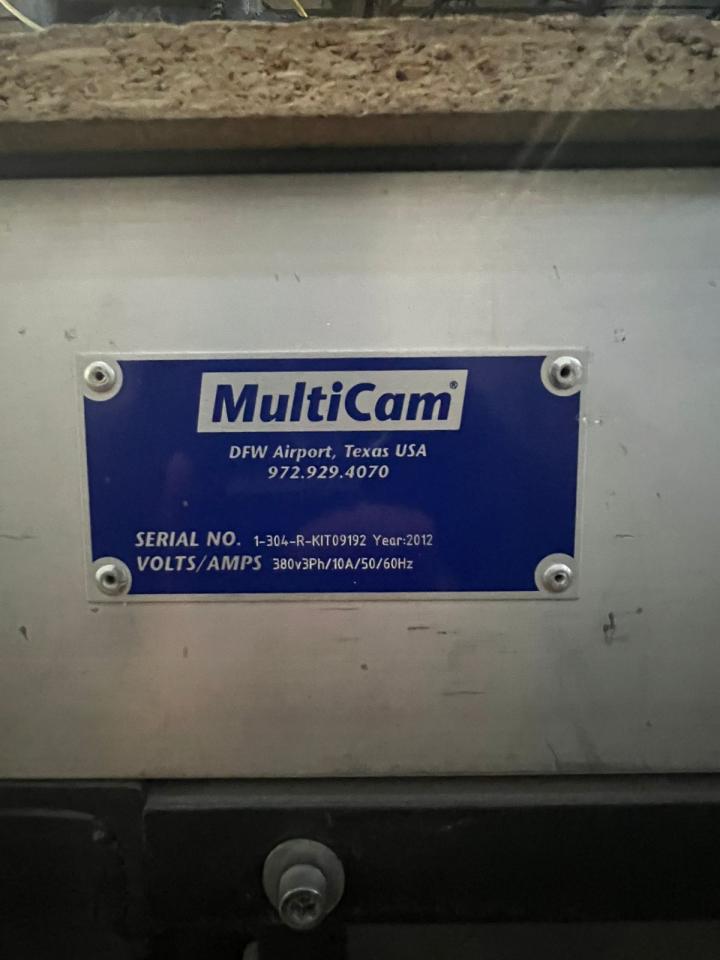 MultiCam®
DFW Airport, Texas USA
972.929.4070
SERIAL NO. 1-304-R-KIT09192 Year:2012
VOLTS/AMPS 380v3Ph/10A/50/60Hz